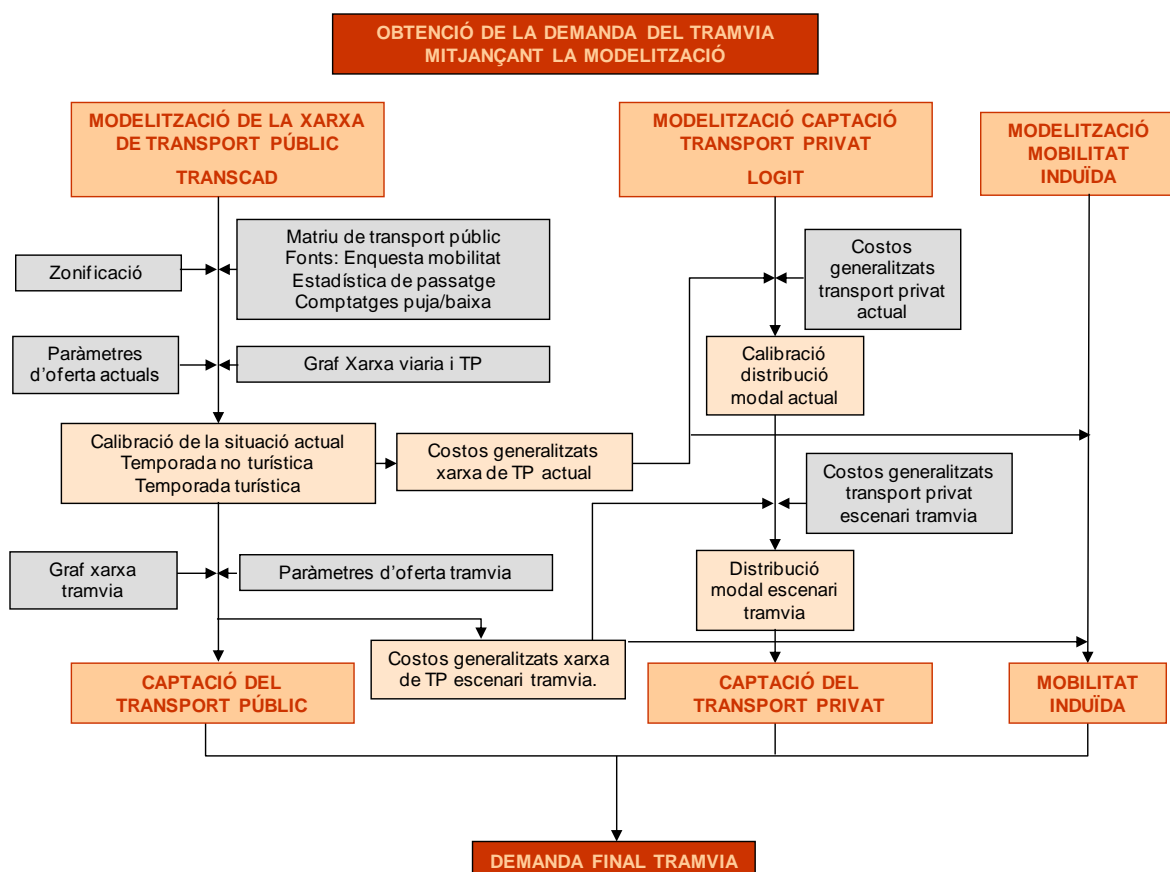 OBTENCIÓ DE LA DEMANDA DEL TRAMVIA
MITJANÇANT LA MODELITZACIÓ
MODELITZACIÓ DE LA XARXA
DE TRANSPORT PÚBLIC
TRANSCAD
MODELITZACIÓ CAPTACIÓ
TRANSPORT PRIVAT
LOGIT
MODELITZACIÓ
MOBILITAT
INDUÏDA
Zonificació
Matriu de transport públic
Fonts: Enquesta mobilitat
Estadística de passatge
Comptatges puja/baixa
Costos
generalitzats
transport privat
actual
Paràmetres
d'oferta actuals
Graf Xarxa viaria i TP
Calibració
distribució
modal actual
Calibració de la situació actual
Temporada no turística
Temporada turística
Costos generalitzats
xarxa de TP actual
Costos generalitzats
transport privat
escenari tramvia
Graf xarxa
tramvia
Paràmetres d'oferta tramvia
Distribució
modal escenari
tramvia
Costos generalitzats xarxa
de TP escenari tramvia.
CAPTACIÓ DEL
TRANSPORT PÚBLIC
CAPTACIÓ DEL
TRANSPORT PRIVAT
MOBILITAT
INDUÏDA
DEMANDA FINAL TRAMVIA